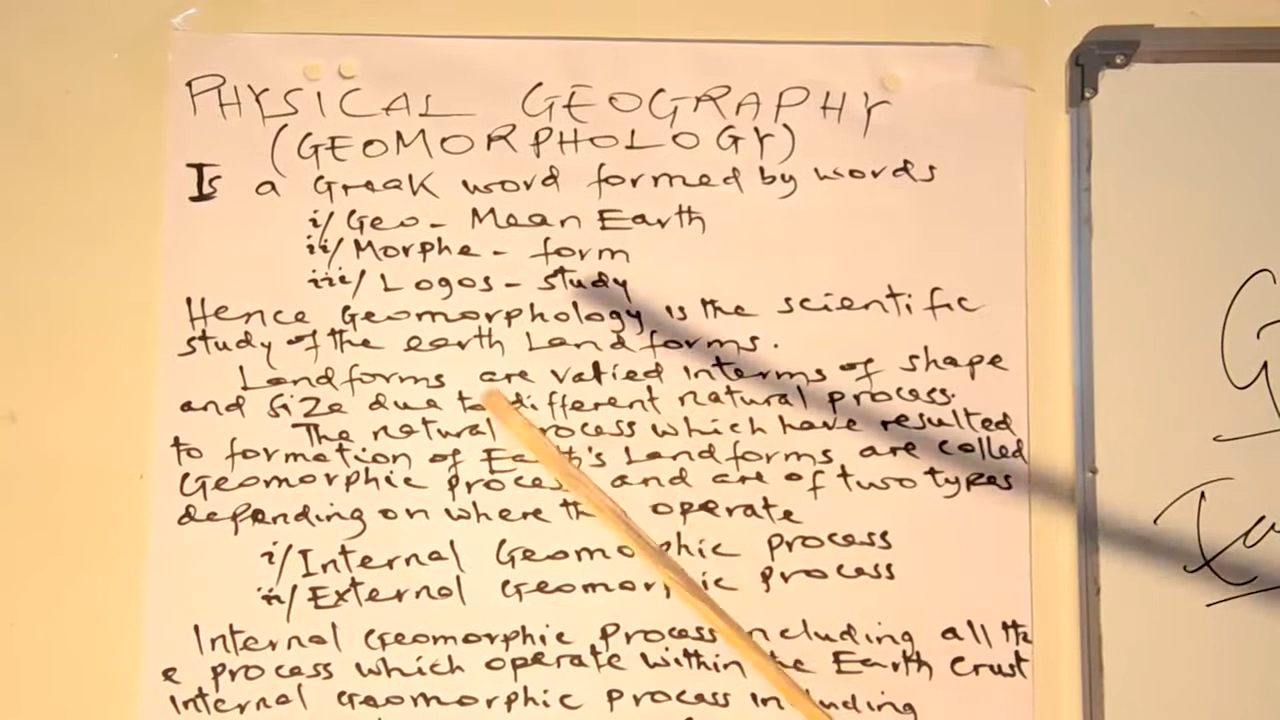 PHYSICAL GEOGRAPHY
(GEOMORPHOLOGY)
Is a Greak word formed by words
i/ Geo - Mean Earth
ii/ Morphe - form
iii/ Logos - study
Hence Geomorphology is the scientific
study of the earth Landforms.
Landforms are varied interms of shape
and size due to different natural process.
The natural process which have resulted
to formation of Earth's Landforms are called
Geomorphic process and are of two types
depending on where operate
i/ Internal Geomorphic process
ii/ External Geomorphic process
Internal Geomorphic Process including all the
e process which operate within the Earth Crust
Internal Geomorphic process including
G